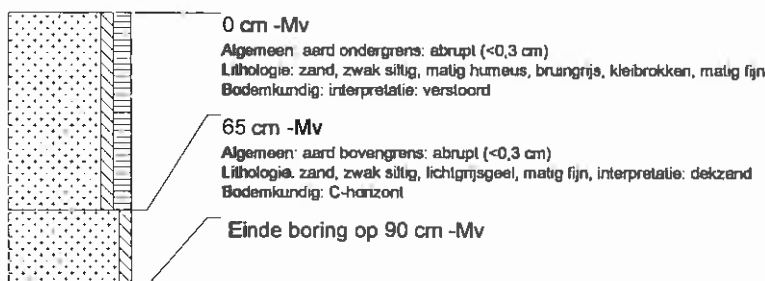 0 cm -Mv
Algemeen: aard ondergrens: abrupt (<0,3 cm)
Lithologie: zand, zwak siltig, matig humeus, bruingrijs, kleibrokken, matig fijn
Bodemkundig: interpretatie: verstoord
65 cm -Mv
Algemeen: aard bovengrens: abrupt (<0,3 cm)
Lithologie: zand, zwak siltig, lichtgrijsgeel, matig fijn, interpretatie: dekzand
Bodemkundig: C-horizont
Einde boring op 90 cm -Mv